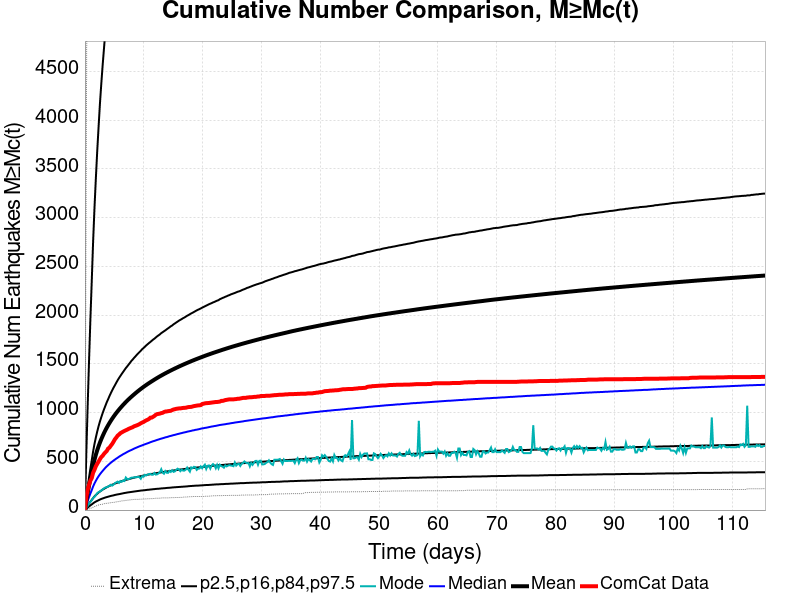 Cumulative Number Comparison, M≥Mc(t)
Cumulative Num Earthquakes M≥Mc(t)
4500
4000
3500
3000
2500
2000
1500
1000
500
0
0 10 20 30 40 50 60 70 80 90 100 110
Time (days)
Extrema p2.5,p16,p84,p97.5 Mode Median Mean ComCat Data